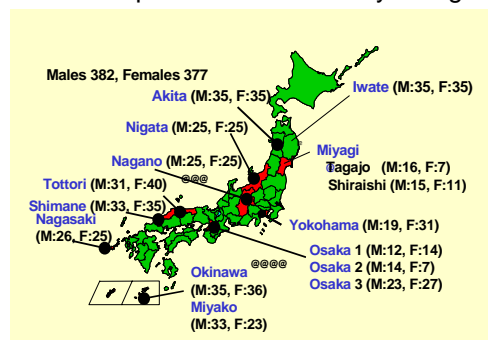 Males 382, Females 377
Akita (M:35, F:35)
Iwate (M:35, F:35)
Nigata (M:25, F:25)
Miyagi
Tagajo (M:16, F:7)
Shiraishi (M:15, F:11)
Nagano (M:25, F:25)
@@@
Tottori (M:31, F:40)
Shimane (M:33, F:35)
Nagasaki
(M:26, F:25)
Yokohama (M:19, F:31)
Osaka 1 (M:12, F:14)
Osaka 2 (M:14, F:7)
Osaka 3 (M:23, F:27)
@@@@
Okinawa
(M:35, F:36)
Miyako
(M:33, F:23)